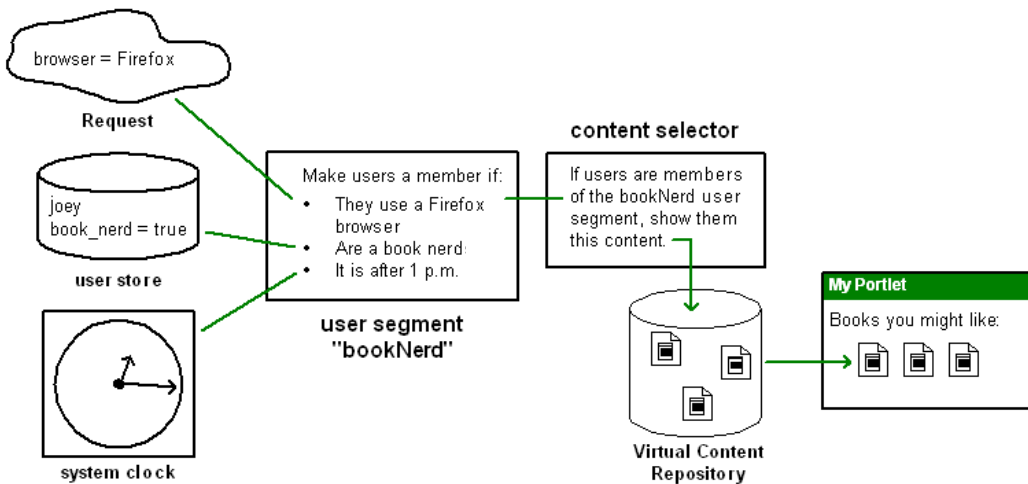 browser = Firefox
Request
joey
book_nerd = true
user store
system clock
Make users a member if:
• They use a Firefox
browser
• Are a book nerd
• It is after 1 p.m.
user segment
"bookNerd"
content selector
If users are members
of the bookNerd user
segment, show them
this content.
Virtual Content
Repository
My Portlet
Books you might like: